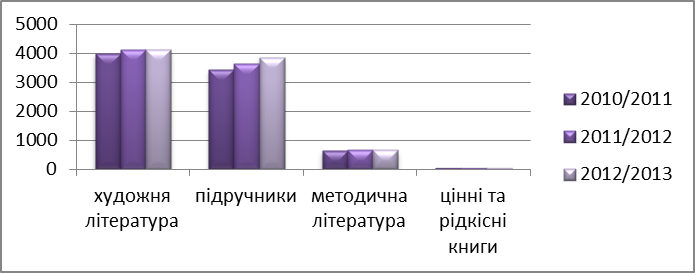 5000
4000
3000
2000
1000
0
художня
література
підручники
методична
література
цінні та
рідкісні
книги
2010/2011
2011/2012
2012/2013